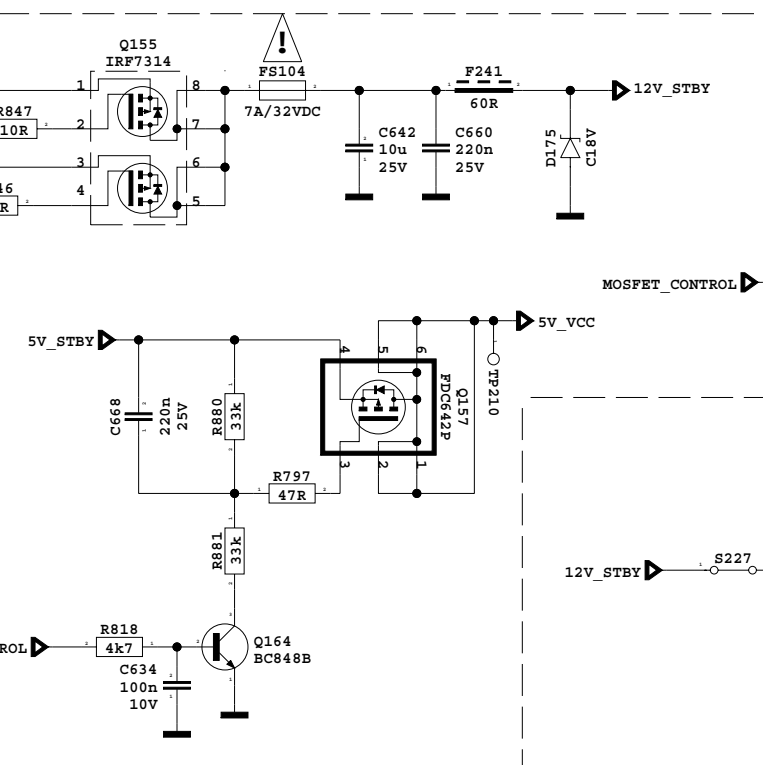 Q155
IRF7314
!
FS104
7A/32VDC
F241
60R
12V_STBY
1
8
R847
10R
2
7
3
6
46
4
R
5
C642
10u
25V
C660
220n
25V
D175
C18V
MOSFET_CONTROL
5V_STBY
5V_VCC
4
5
6
Q157
FDC642P
TP210
C668
220n
25V
R880
33k
3
2
1
R797
47R
R881
33k
12V_STBY
S227
ROL
R818
4k7
Q164
BC848B
C634
100n
10V